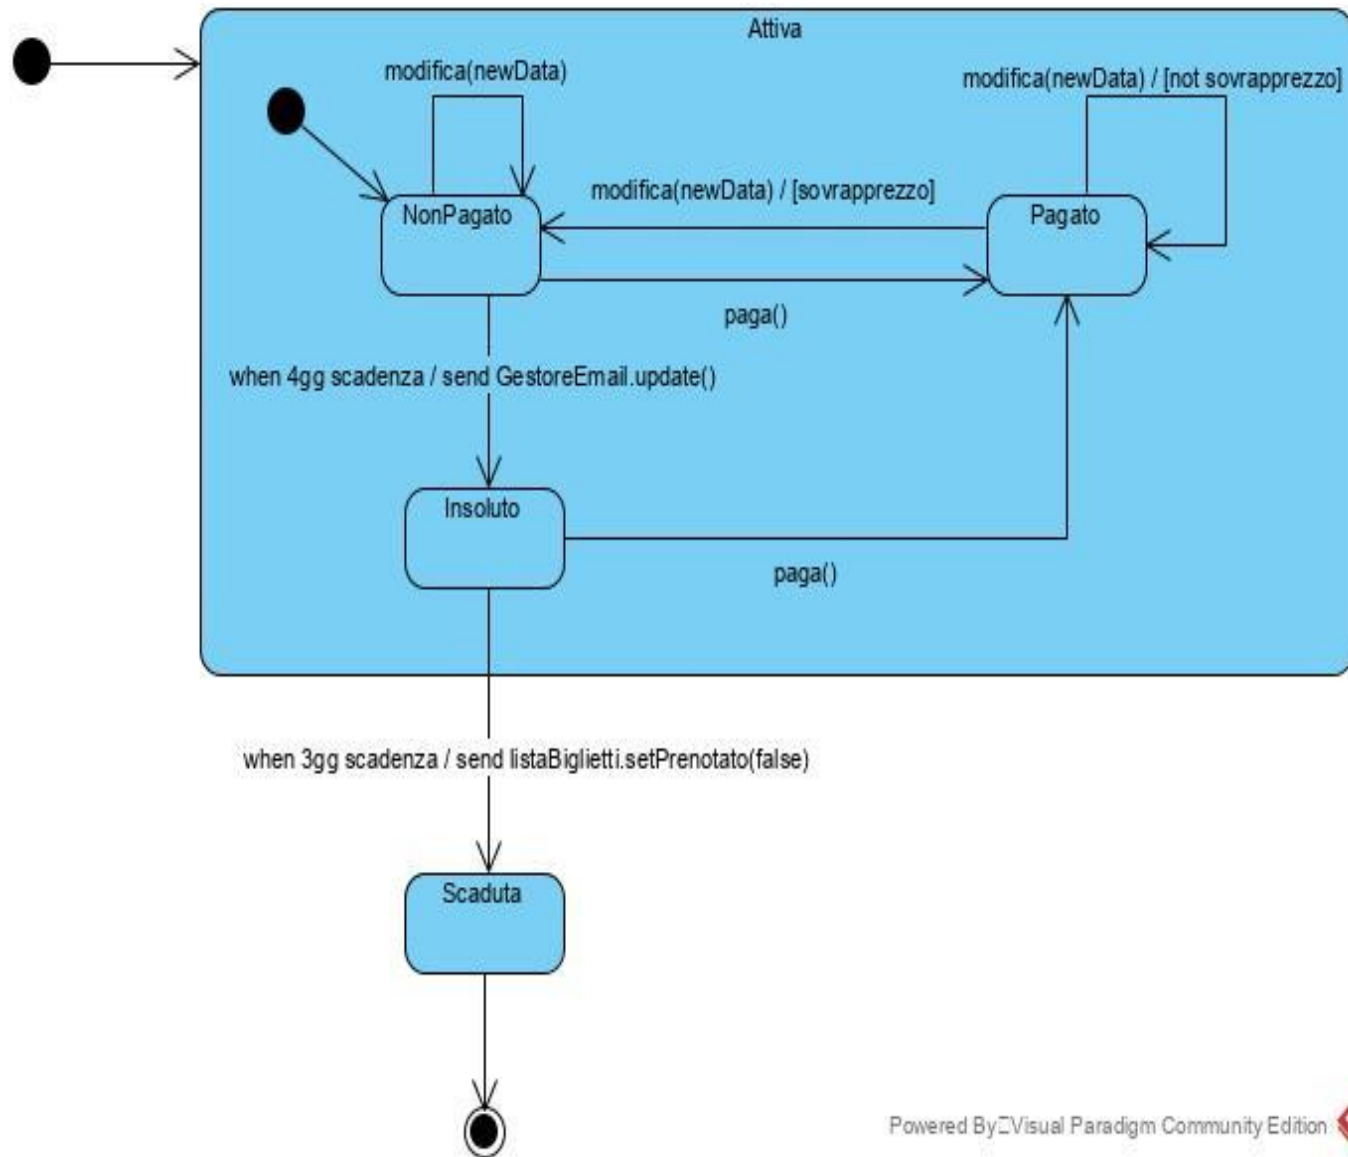 Attiva
modifica(newData)
modifica(newData) / [not sovrapprezzo]
modifica(newData) / [sovrapprezzo]
NonPagato
Pagato
paga()
when 4gg scadenza / send GestoreEmail.update()
Insoluto
paga()
when 3gg scadenza / send listaBiglietti.setPrenotato(false)
Scaduta
Powered By Visual Paradigm Community Edition